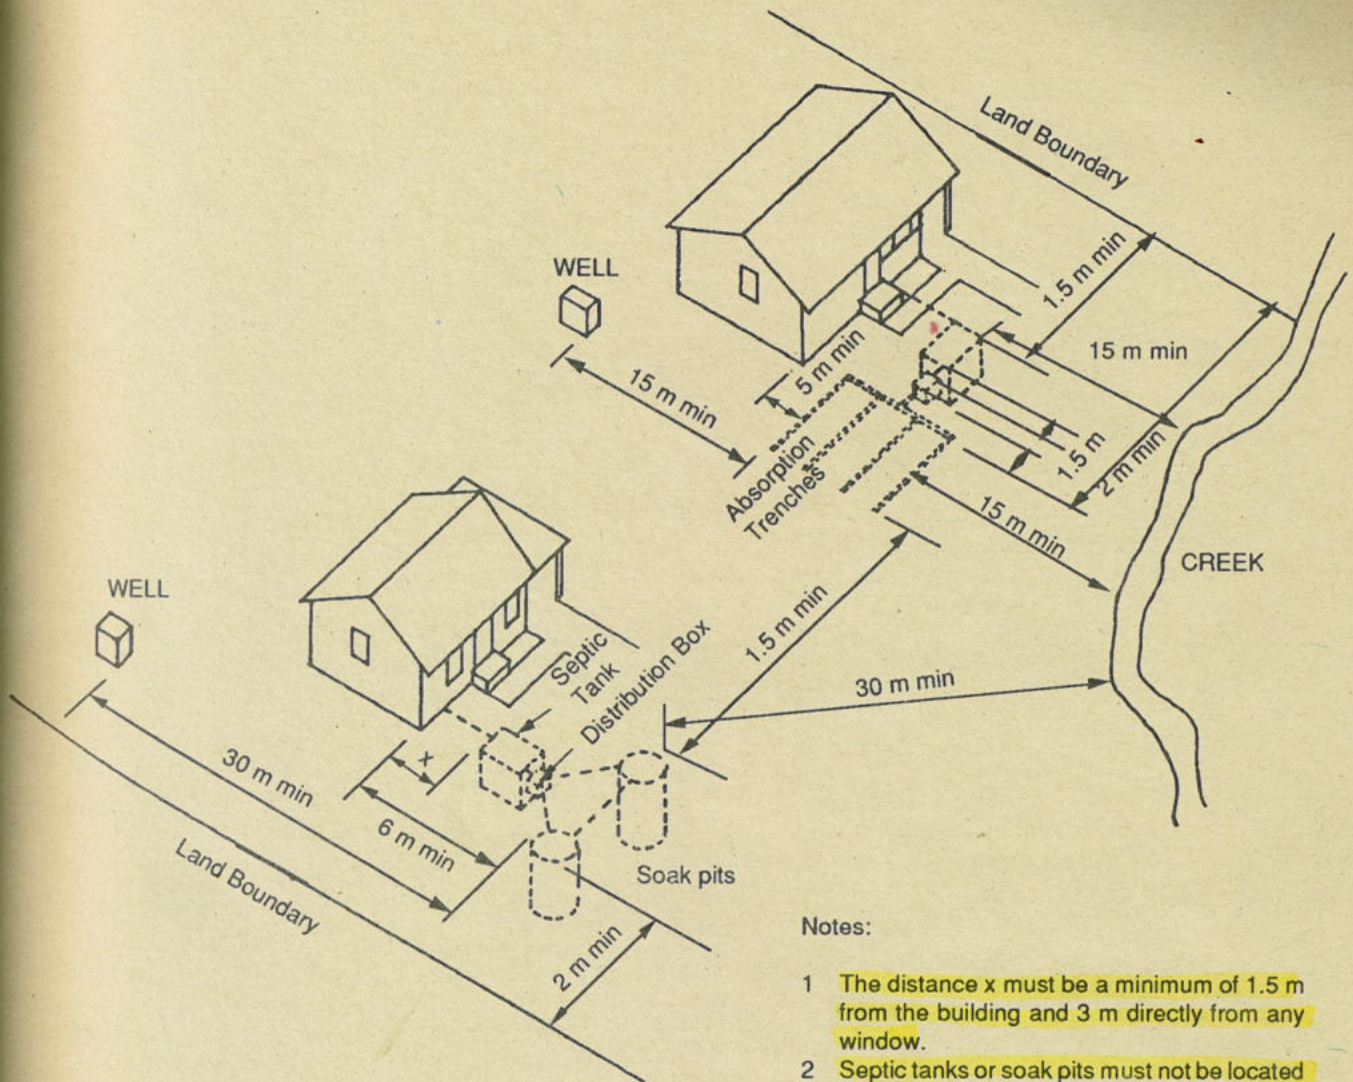 Land Boundary
WELL
1.5 m min
15 m min
5 m min
15 m min
Absorption
Trenches
1.5 m
2 m min
15 m min
CREEK
WELL
1.5 m min
Septic
Tank
Distribution Box
30 m min
x
30 m min
6 m min
Land Boundary
Soak pits
2 m min
Notes:
1 The distance x must be a minimum of 1.5 m
from the building and 3 m directly from any
window.
2 Septic tanks or soak pits must not be located